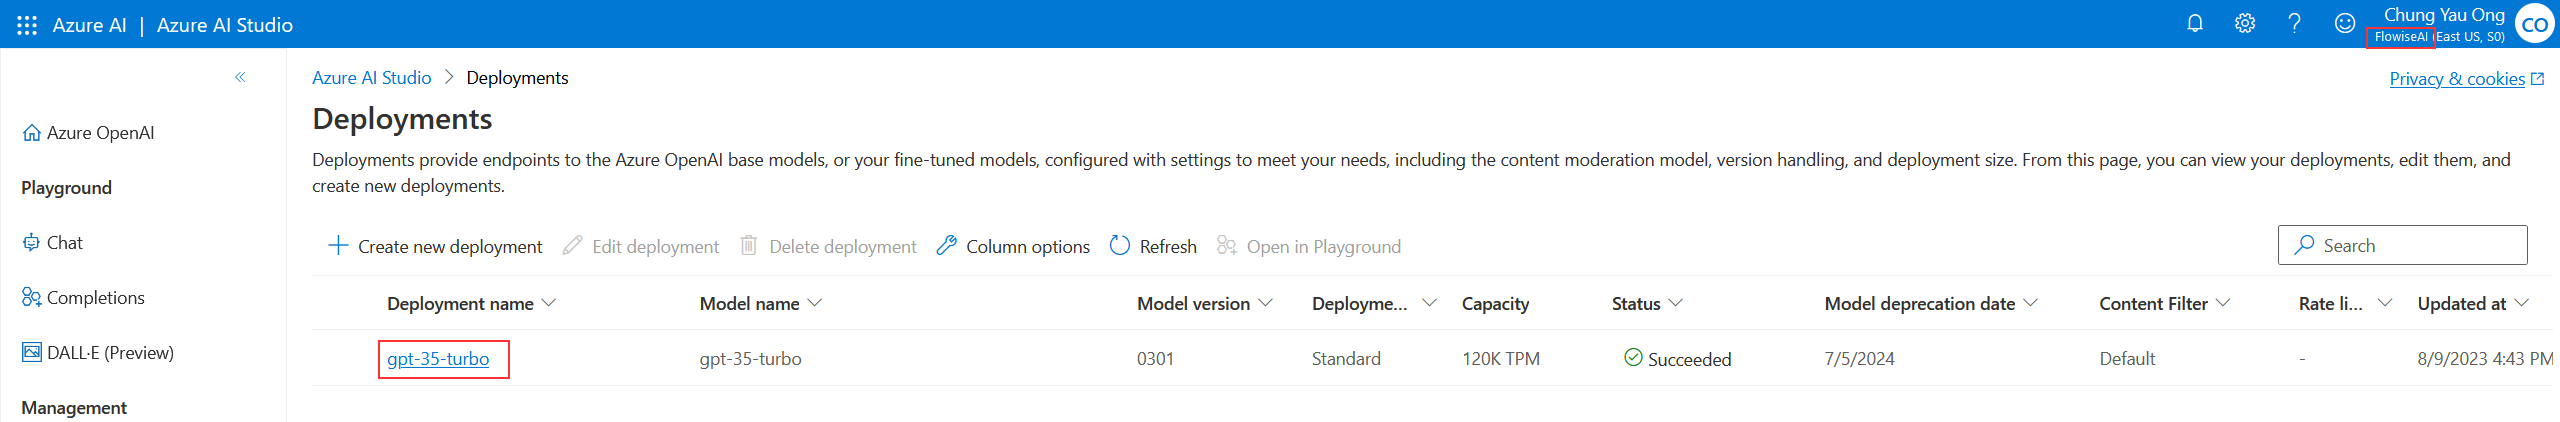 Azure AI | Azure AI Studio
Chung Yau Ong
FlowiseAI (East US, S0)
CO
Azure AI Studio > Deployments
Privacy & cookies
Azure OpenAI
Playground
Chat
Completions
DALL·E (Preview)
Management
Deployments
Deployments provide endpoints to the Azure OpenAI base models, or your fine-tuned models, configured with settings to meet your needs, including the content moderation model, version handling, and deployment size. From this page, you can view your deployments, edit them, and
create new deployments.
Create new deployment Edit deployment Delete deployment Column options Refresh Open in Playground Search
Deployment name Model name Model version Deployme... Capacity Status Model deprecation date Content Filter Rate li... Updated at
gpt-35-turbo gpt-35-turbo 0301 Standard 120K TPM Succeeded 7/5/2024 Default - 8/9/2023 4:43 PM